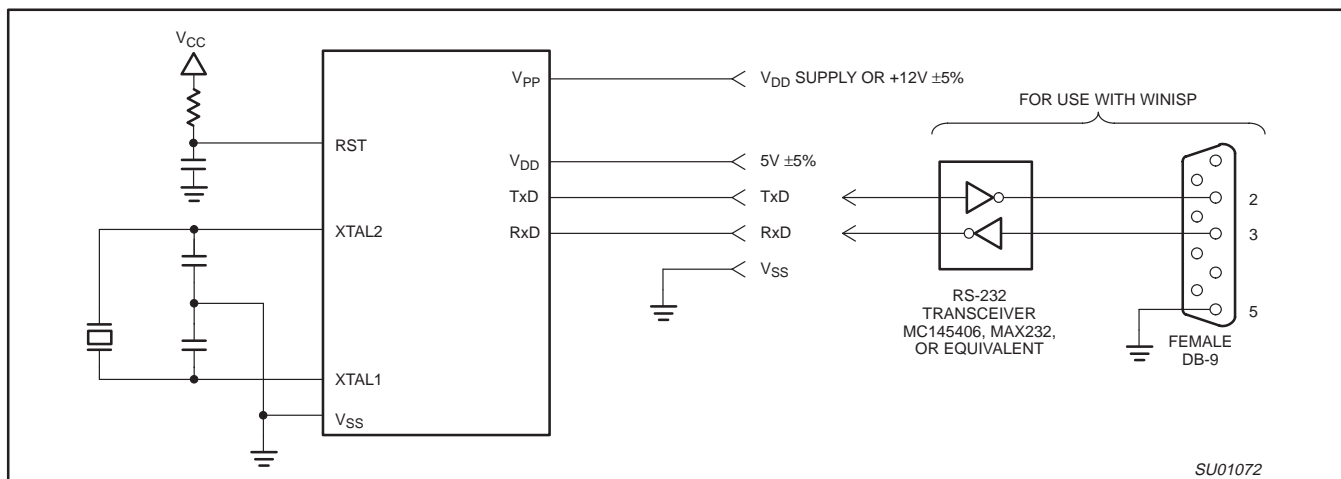 VCC
RST
XTAL2
XTAL1
VSS
VPP
VDD
TxD
RxD
VDD SUPPLY OR +12V ±5%
5V ±5%
TxD
RxD
VSS
FOR USE WITH WINISP
RS-232
TRANSCEIVER
MC145406, MAX232,
OR EQUIVALENT
2
3
5
FEMALE
DB-9
SU01072